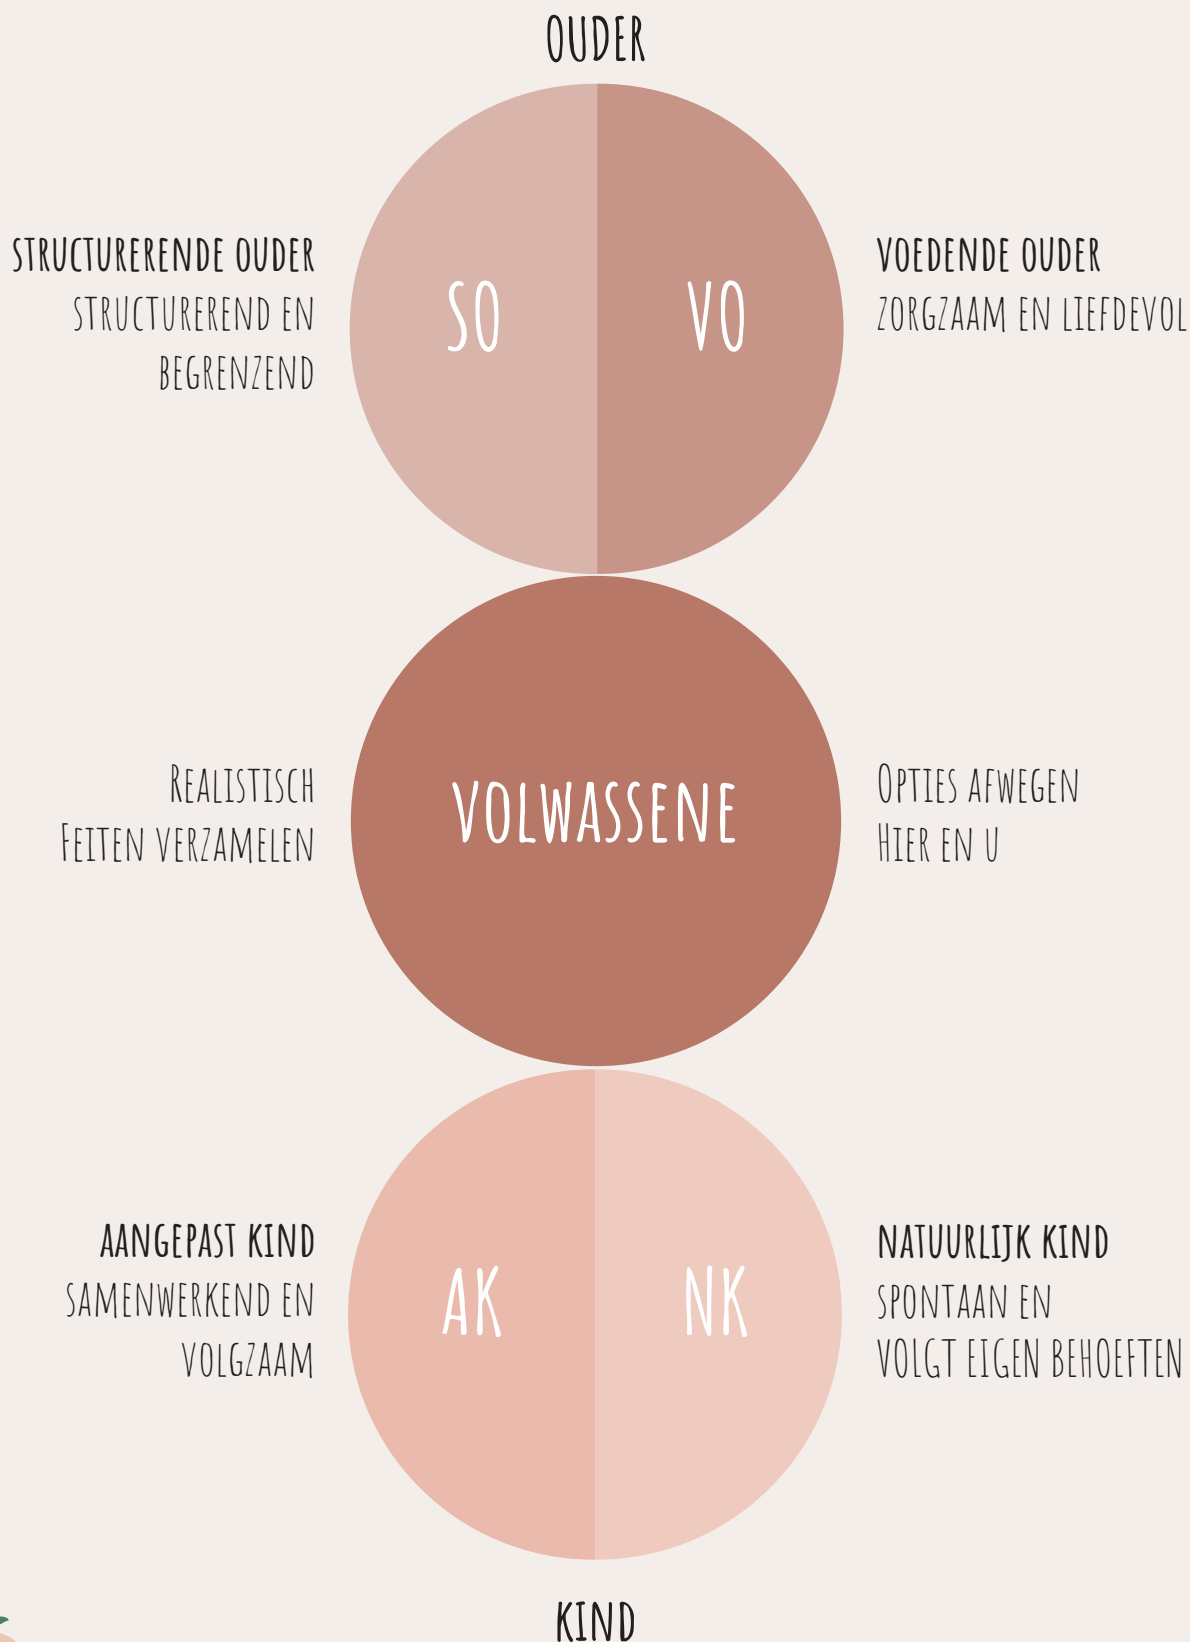 OUDER
STRUCTURERENDE OUDER
STRUCTUREREND EN
BEGRENZEND
SO
VO
VOEDENDE OUDER
ZORGZAAM EN LIEFDEVOL
REALISTISCH
FEITEN VERZAMELEN
VOLWASSENE
OPTIES AFWEGEN
HIER EN U
AANGEPAST KIND
SAMENWERKEND EN
VOLGZAAM
AK
NK
NATUURLIJK KIND
SPONTAAN EN
VOLGT EIGEN BEHOEFTEN
KIND